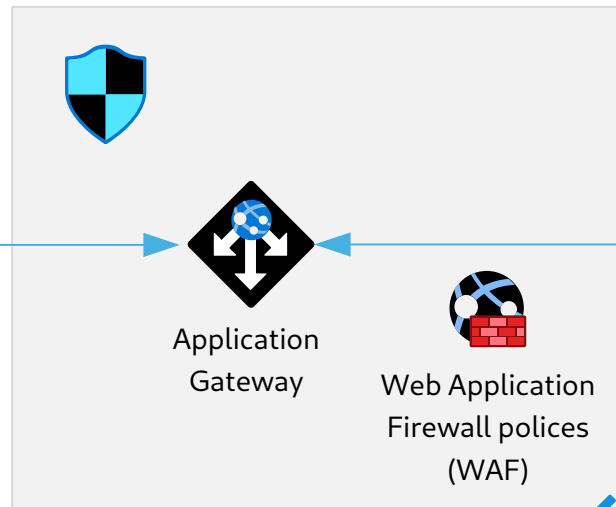 Application
Gateway
Web Application
Firewall polices
(WAF)